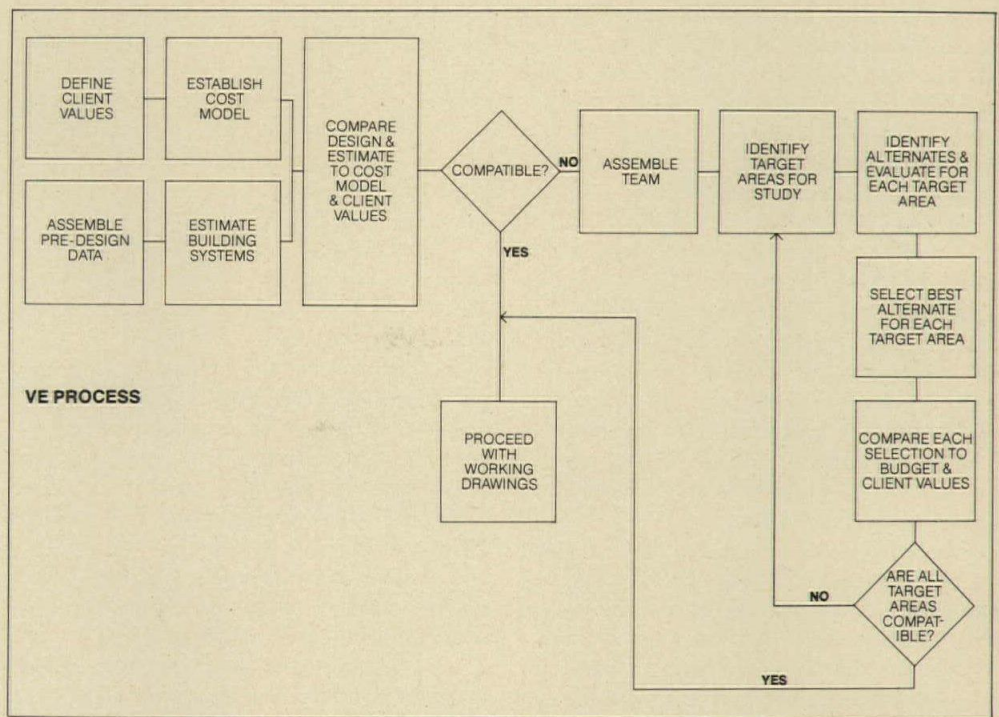 DEFINE
CLIENT
VALUES
ESTABLISH
COST
MODEL
ASSEMBLE
PRE-DESIGN
DATA
ESTIMATE
BUILDING
SYSTEMS
COMPARE
DESIGN &
ESTIMATE
TO COST
MODEL
& CLIENT
VALUES
COMPATIBLE?
NO
YES
ASSEMBLE
TEAM
IDENTIFY
TARGET
AREAS FOR
STUDY
IDENTIFY
ALTERNATES &
EVALUATE FOR
EACH TARGET
AREA
SELECT BEST
ALTERNATE
FOR EACH
TARGET AREA
COMPARE EACH
SELECTION TO
BUDGET &
CLIENT VALUES
ARE ALL
TARGET
AREAS
COMPAT-
IBLE?
NO
YES
PROCEED
WITH
WORKING
DRAWINGS
VE PROCESS